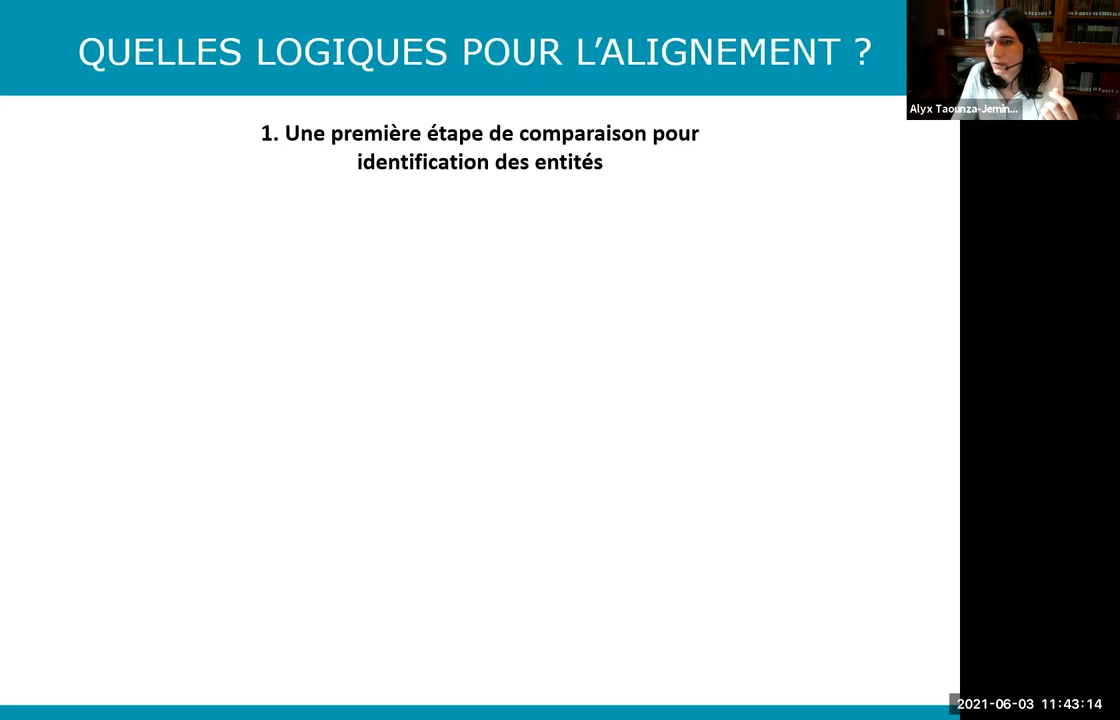 QUELLES LOGIQUES POUR L’ALIGNEMENT ?
Alyx Taounza-Jemin...
1. Une première étape de comparaison pour
identification des entités
2021-06-03 11:43:14